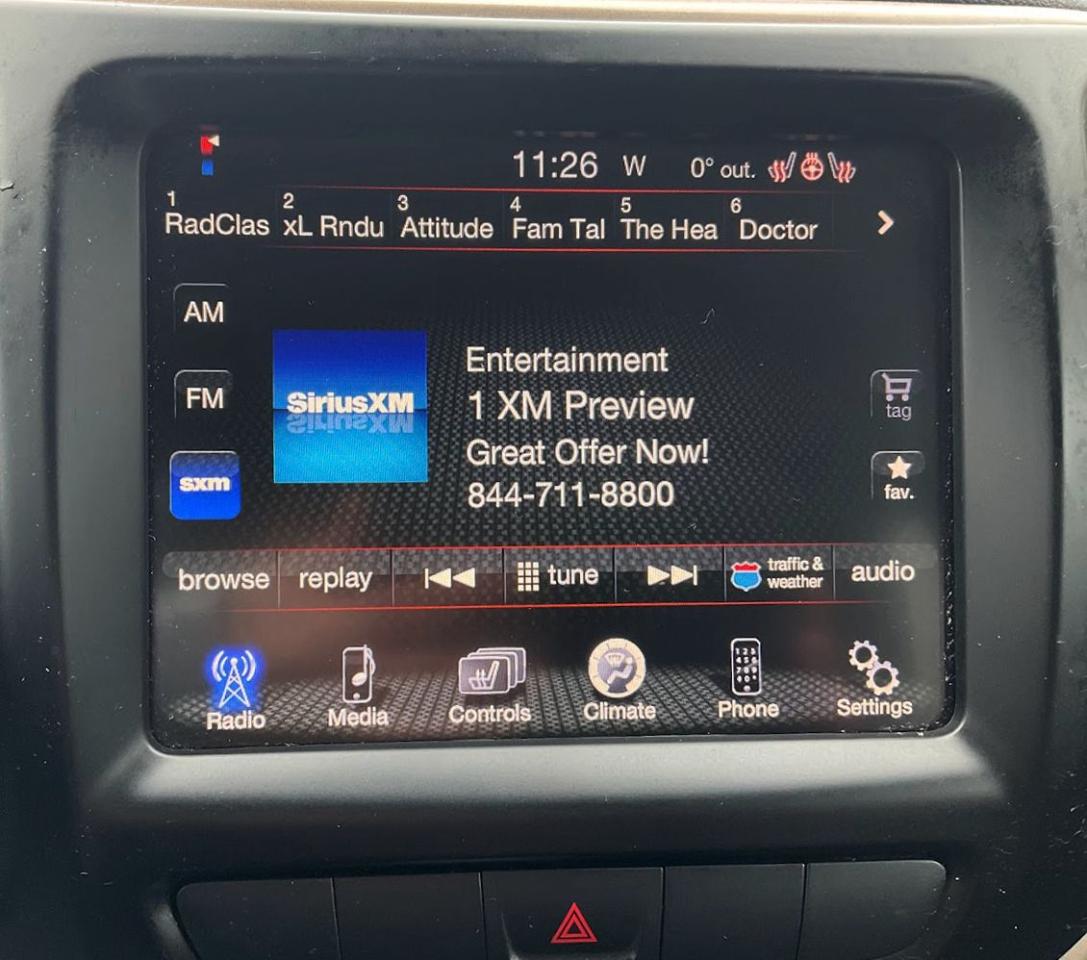 11:26 W 0° out.
1 2 3 4 5 6
RadClas xL Rndu Attitude Fam Tal The Hea Doctor
AM
FM
sxm
SiriusXM
Entertainment
1 XM Preview
Great Offer Now!
844-711-8800
tag
fav.
browse replay tune traffic &
weather audio
Radio Media Controls Climate Phone Settings